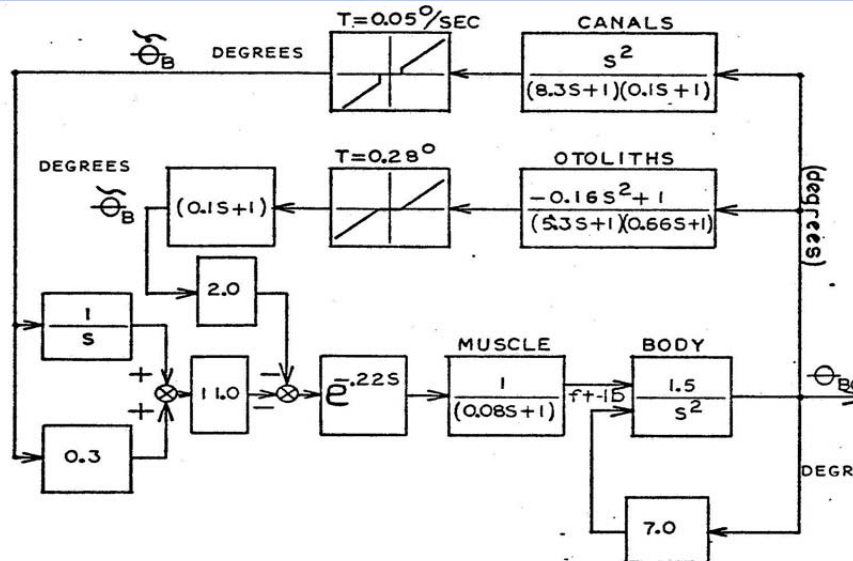 T=0.05°/SEC
CANALS
ϕ̃B
DEGREES
S²
(8.3S+1)(0.1S+1)
DEGREES
T=0.28°
OTOLITHS
ϕ̃B
(0.1S+1)
-0.16S²+1
(5.3S+1)(0.66S+1)
(degrees)
2.0
1
S
+
+
11.0
−
−
e-.22S
MUSCLE
1
(0.08S+1)
ft-lb
BODY
1.5
S²
0.3
DEGR
7.0